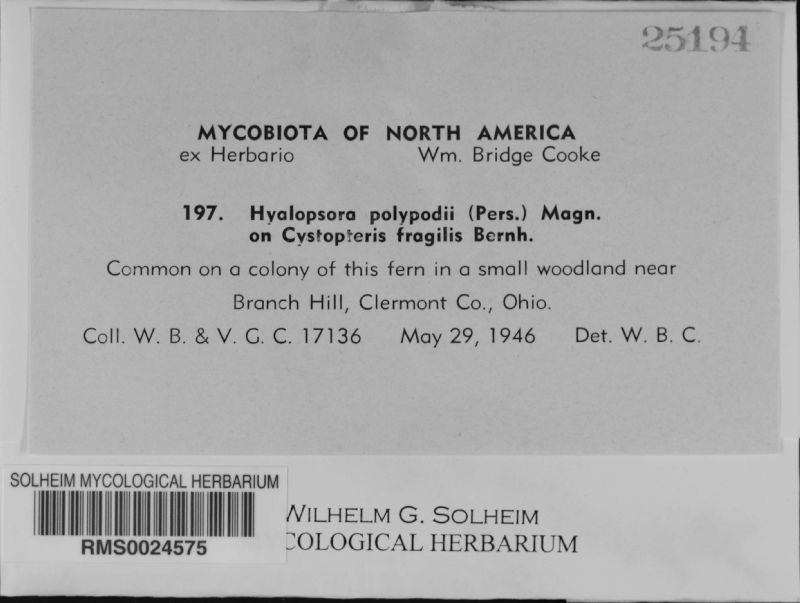 25194
MYCOBIOTA OF NORTH AMERICA
ex Herbario Wm. Bridge Cooke
197. Hyalopsora polypodii (Pers.) Magn.
on Cystopteris fragilis Bernh.
Common on a colony of this fern in a small woodland near
Branch Hill, Clermont Co., Ohio.
Coll. W. B. & V. G. C. 17136 May 29, 1946 Det. W. B. C.
SOLHEIM MYCOLOGICAL HERBARIUM
RMS0024575
WILHELM G. SOLHEIM
COLOGICAL HERBARIUM